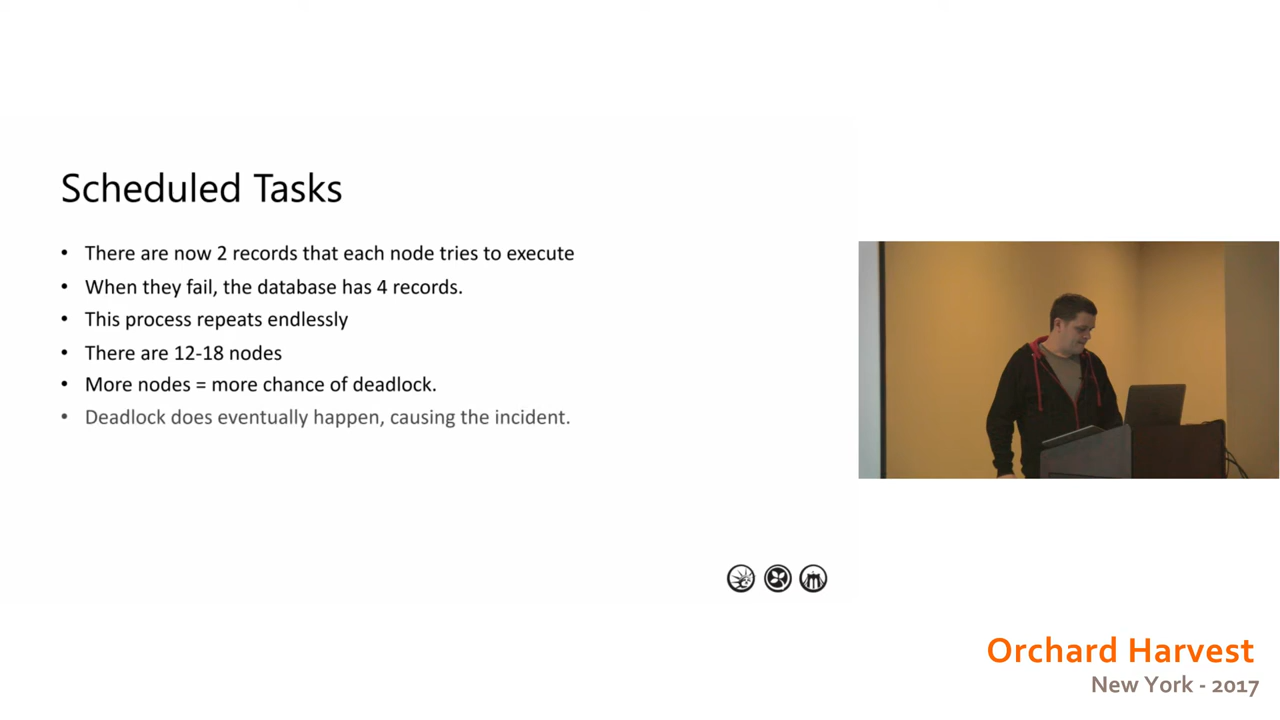 Scheduled Tasks
• There are now 2 records that each node tries to execute
• When they fail, the database has 4 records.
• This process repeats endlessly
• There are 12-18 nodes
• More nodes = more chance of deadlock.
• Deadlock does eventually happen, causing the incident.
Orchard Harvest
New York - 2017